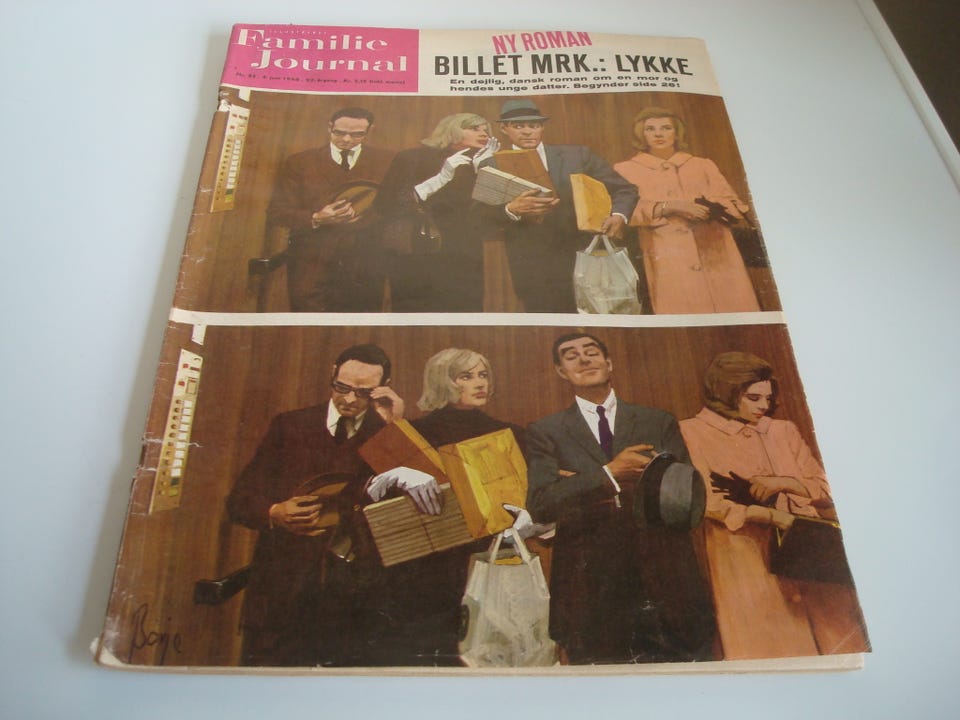 ILLUSTRERET
Familie
Journal
NY ROMAN
BILLET MRK.: LYKKE
En dejlig, dansk roman om en mor og
hendes unge datter. Begynder side 26!
Borje